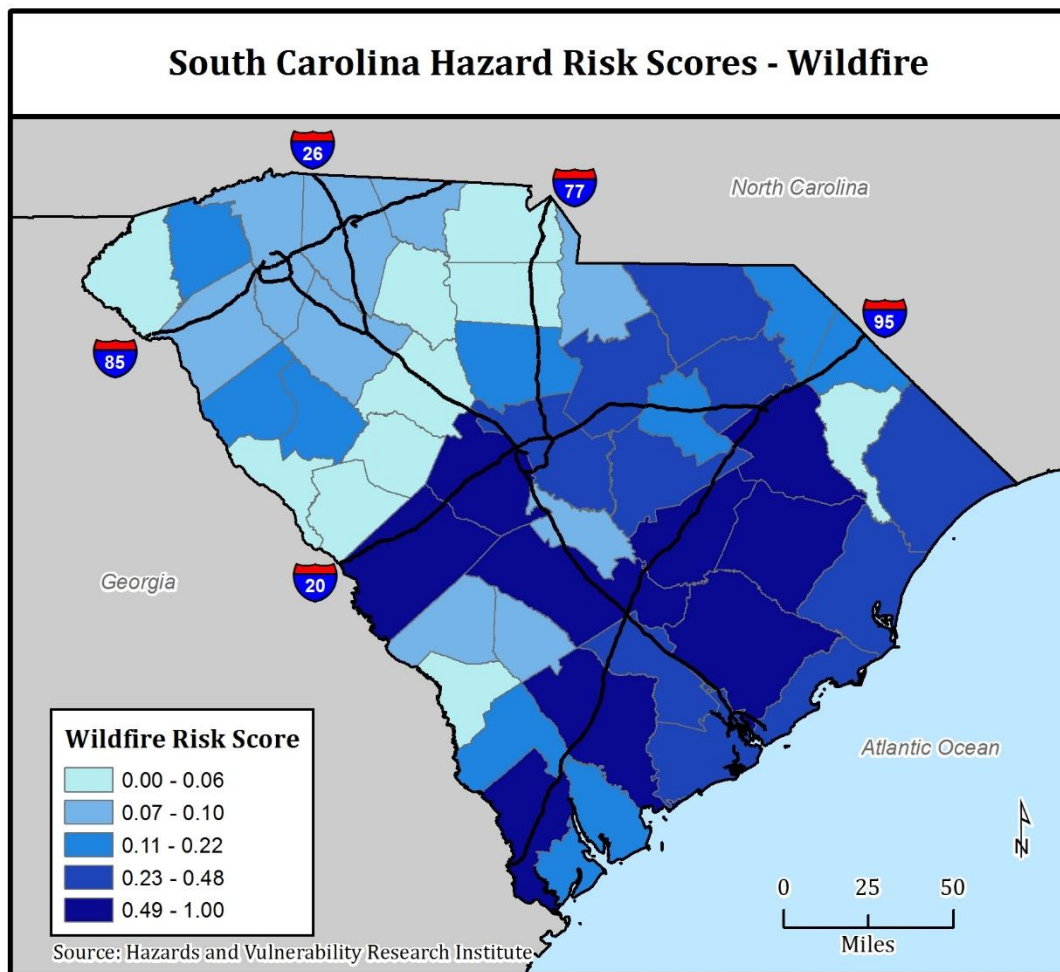 South Carolina Hazard Risk Scores - Wildfire
26
77
North Carolina
95
85
20
Georgia
Atlantic Ocean
Wildfire Risk Score
0.00 - 0.06
0.07 - 0.10
0.11 - 0.22
0.23 - 0.48
0.49 - 1.00
N
0 25 50
Miles
Source: Hazards and Vulnerability Research Institute